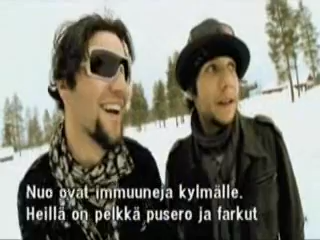 Nuo ovat immuuneja kylmälle.
Heillä on pelkkä pusero ja farkut